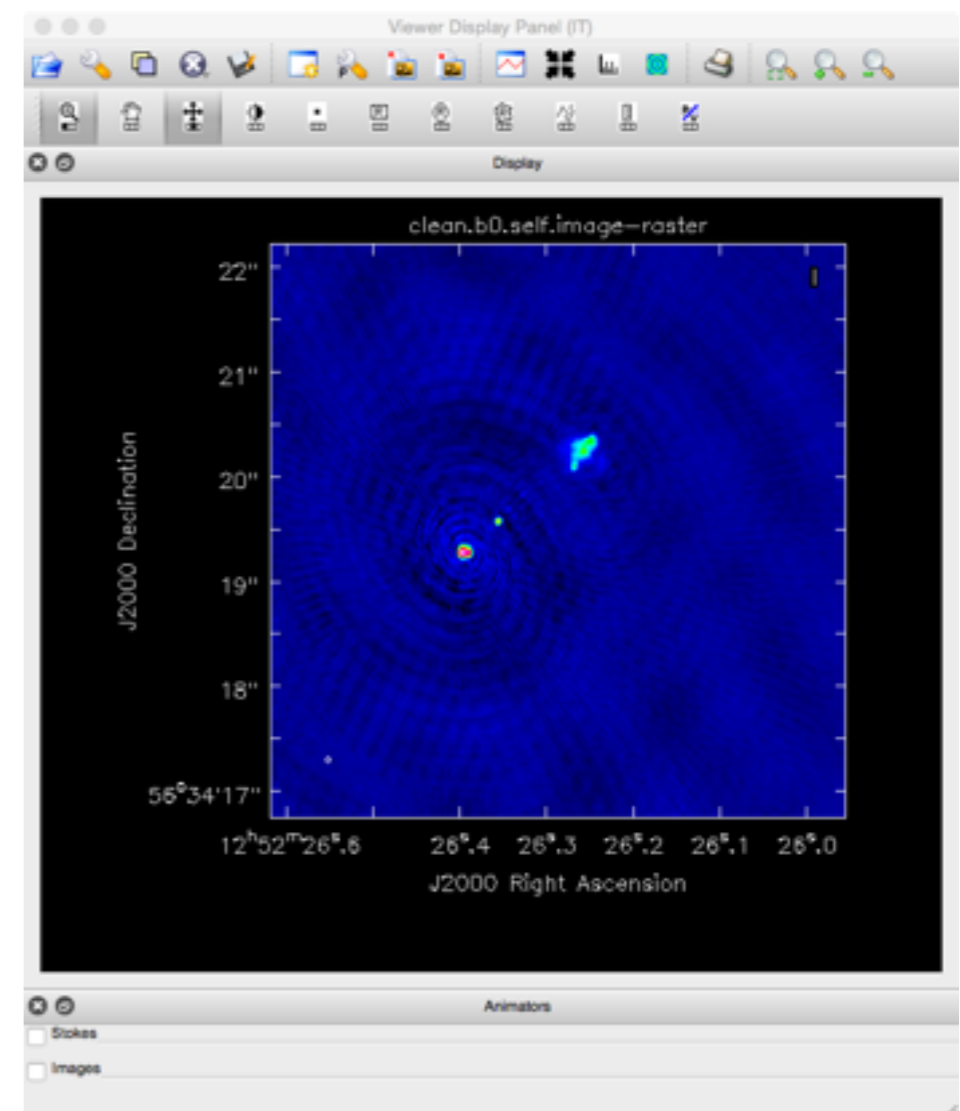 Viewer Display Panel (IT)
Display
clean.b0.self.image-raster
22"
21"
20"
19"
18"
56°34'17"
J2000 Declination
12ʰ52ᵐ26ˢ.6 26ˢ.4 26ˢ.3 26ˢ.2 26ˢ.1 26ˢ.0
J2000 Right Ascension
Animators
Stokes
Images